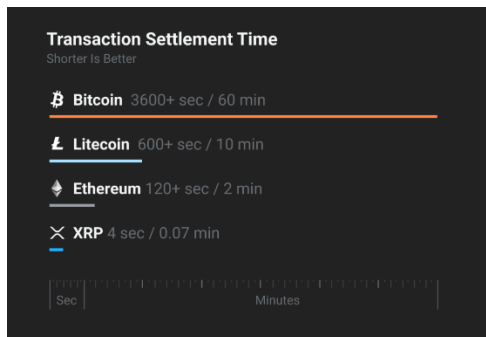 Transaction Settlement Time
Shorter Is Better
Bitcoin 3600+ sec / 60 min
Litecoin 600+ sec / 10 min
Ethereum 120+ sec / 2 min
XRP 4 sec / 0.07 min
Sec Minutes